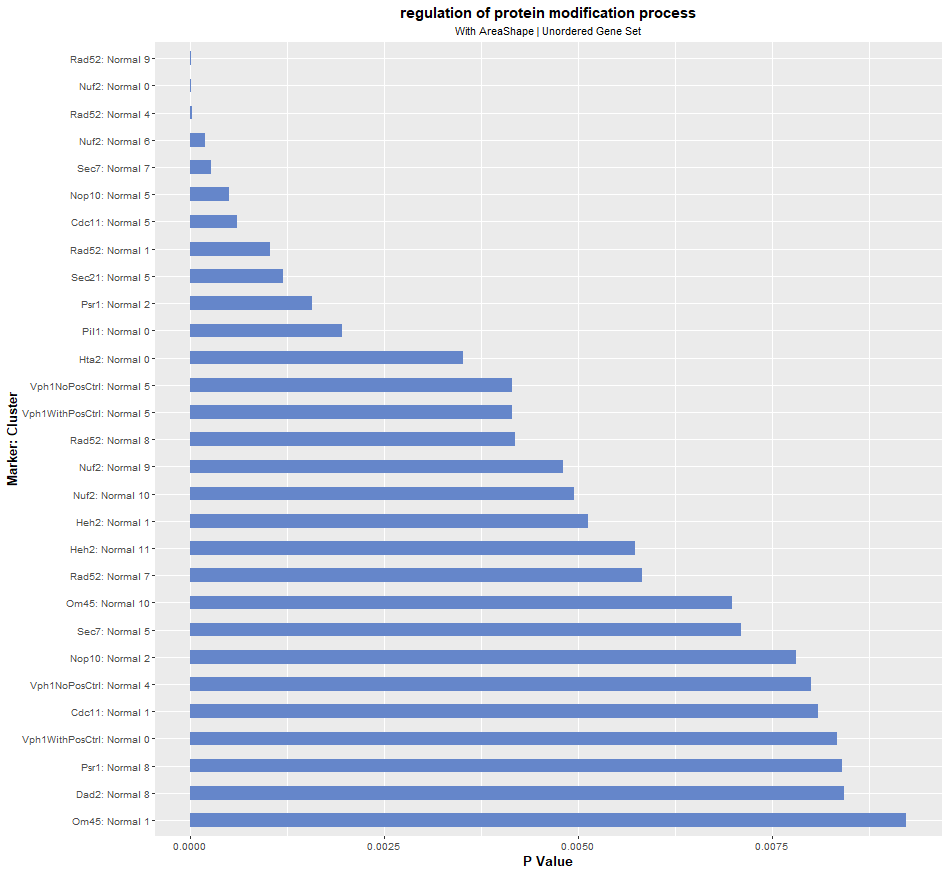 regulation of protein modification process
With AreaShape | Unordered Gene Set
Marker: Cluster
Rad52: Normal 9
Nuf2: Normal 0
Rad52: Normal 4
Nuf2: Normal 6
Sec7: Normal 7
Nop10: Normal 5
Cdc11: Normal 5
Rad52: Normal 1
Sec21: Normal 5
Psr1: Normal 2
Pil1: Normal 0
Hta2: Normal 0
Vph1NoPosCtrl: Normal 5
Vph1WithPosCtrl: Normal 5
Rad52: Normal 8
Nuf2: Normal 9
Nuf2: Normal 10
Heh2: Normal 1
Heh2: Normal 11
Rad52: Normal 7
Om45: Normal 10
Sec7: Normal 5
Nop10: Normal 2
Vph1NoPosCtrl: Normal 4
Cdc11: Normal 1
Vph1WithPosCtrl: Normal 0
Psr1: Normal 8
Dad2: Normal 8
Om45: Normal 1
0.0000 0.0025 0.0050 0.0075
P Value